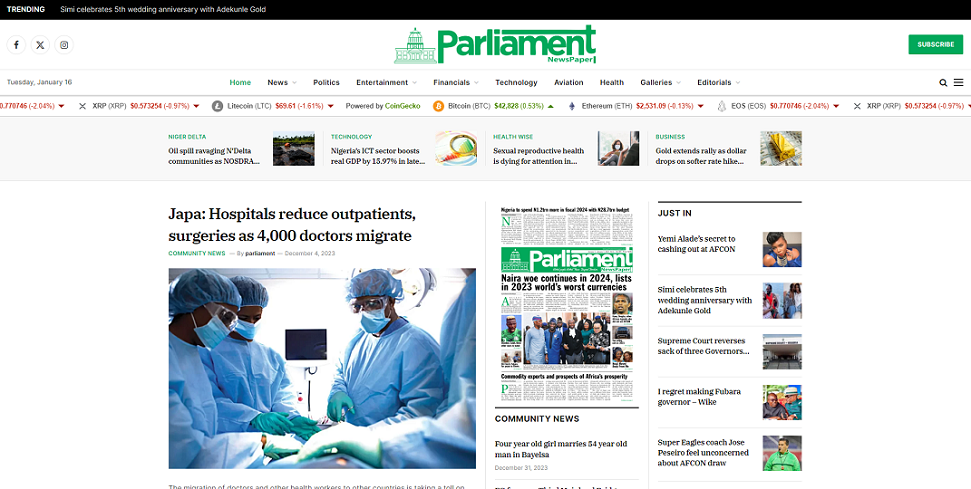 TRENDING Simi celebrates 5th wedding anniversary with Adekunle Gold
Parliament
NewsPaper
SUBSCRIBE
Tuesday, January 16
Home News Politics Entertainment Financials Technology Aviation Health Galleries Editorials
0.770746 (-2.04%) XRP (XRP) $0.573254 (-0.97%) Litecoin (LTC) $69.61 (-1.61%) Powered by CoinGecko Bitcoin (BTC) $42,828 (0.53%) Ethereum (ETH) $2,531.09 (-0.13%) EOS (EOS) $0.770746 (-2.04%) XRP (XRP) $0.573254 (-0.97%)
NIGER DELTA
Oil spill ravaging N'Delta
communities as NOSDRA...
TECHNOLOGY
Nigeria's ICT sector boosts
real GDP by 15.97% in late...
HEALTH WISE
Sexual reproductive health
is dying for attention in...
BUSINESS
Gold extends rally as dollar
drops on softer rate hike...
Japa: Hospitals reduce outpatients,
surgeries as 4,000 doctors migrate
COMMUNITY NEWS — By parliament — December 4, 2023
The migration of doctors and other health workers to other countries is taking a toll on
Nigeria to spend N1.2trn more in fiscal 2024 with N28.7trn budget
Parliament
NewsPaper
Naira woe continues in 2024, lists
in 2023 world's worst currencies
Commodity experts and prospects of Africa's prosperity
COMMUNITY NEWS
Four year old girl marries 54 year old
man in Bayelsa
December 31, 2023
JUST IN
Yemi Alade's secret to
cashing out at AFCON
Simi celebrates 5th
wedding anniversary with
Adekunle Gold
Supreme Court reverses
sack of three Governors...
I regret making Fubara
governor – Wike
Super Eagles coach Jose
Peseiro feel unconcerned
about AFCON draw